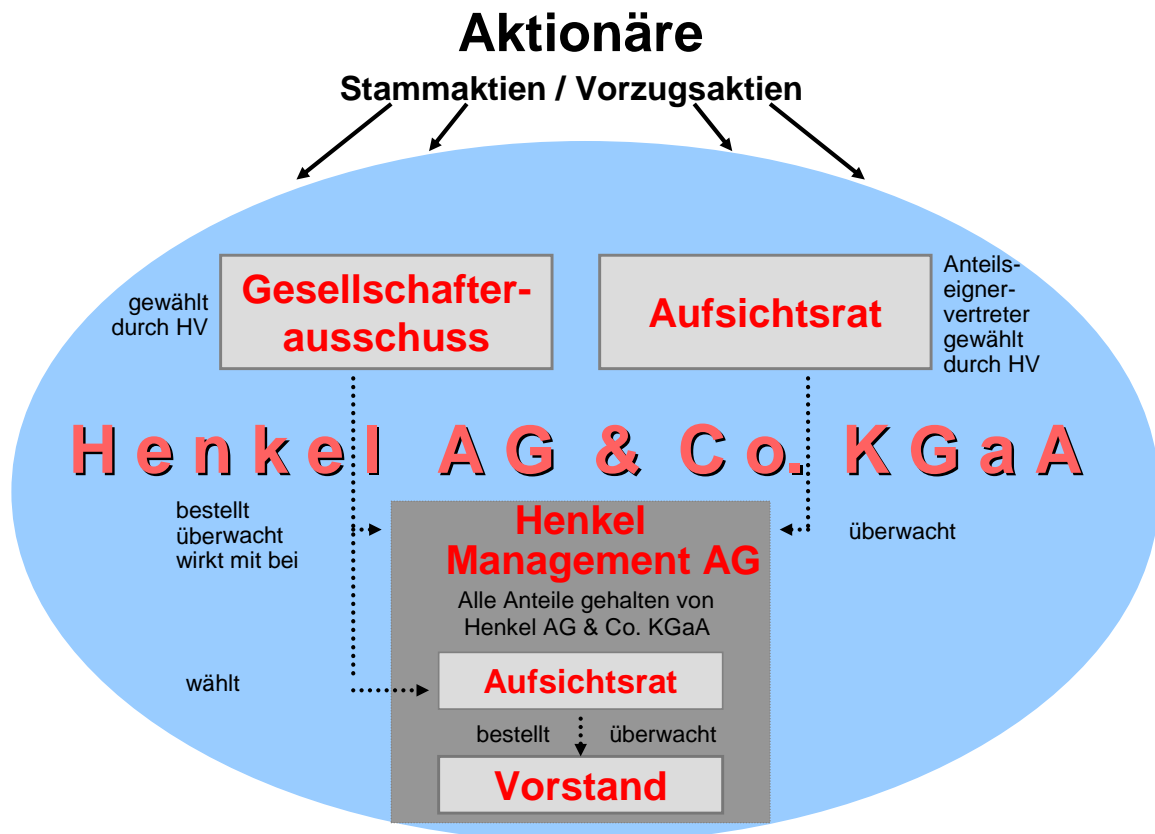 Aktionäre
Stammaktien / Vorzugsaktien
gewählt
durch HV
Gesellschafter-
ausschuss
Aufsichtsrat
Anteils-
eigner-
vertreter
gewählt
durch HV
Henkel AG & Co. KGaA
bestellt
überwacht
wirkt mit bei
Henkel
Management AG
Alle Anteile gehalten von
Henkel AG & Co. KGaA
überwacht
wählt
Aufsichtsrat
bestellt überwacht
Vorstand